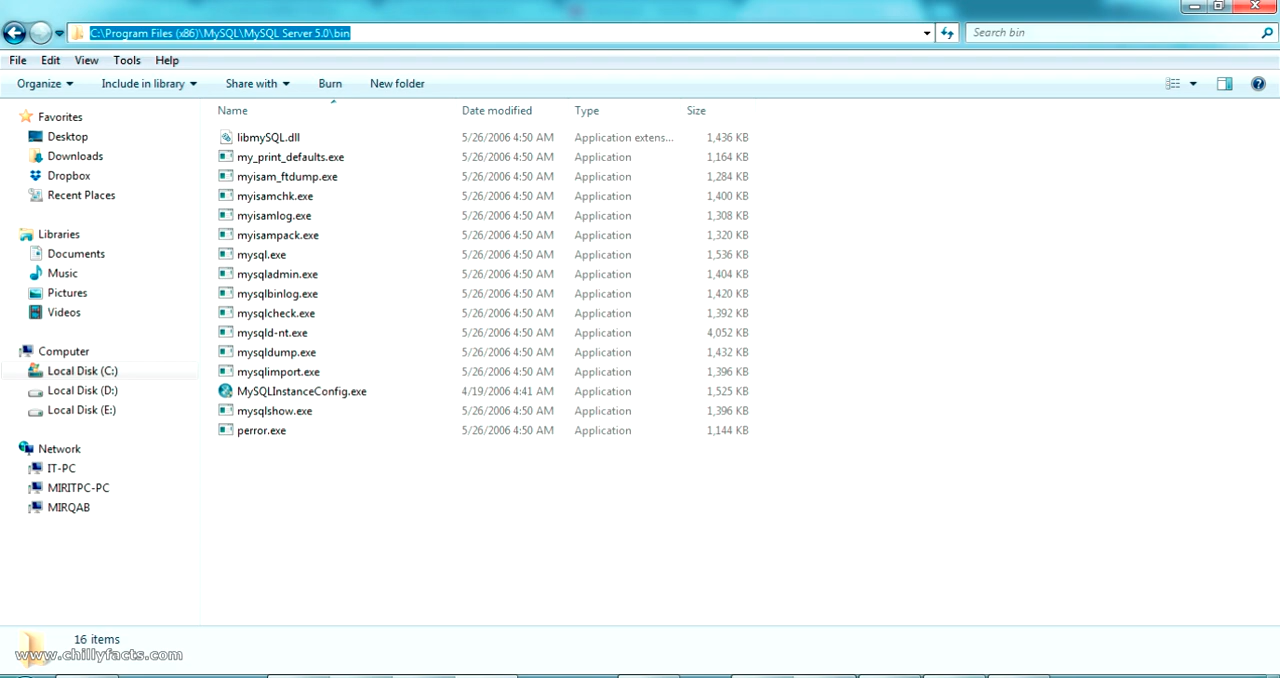 C:\Program Files (x86)\MySQL\MySQL Server 5.0\bin
Search bin
File Edit View Tools Help
Organize Include in library Share with Burn New folder
Name Date modified Type Size
Favorites
Desktop
Downloads
Dropbox
Recent Places
Libraries
Documents
Music
Pictures
Videos
Computer
Local Disk (C:)
Local Disk (D:)
Local Disk (E:)
Network
IT-PC
MIRITPC-PC
MIRQAB
libmySQL.dll 5/26/2006 4:50 AM Application extens... 1,436 KB
my_print_defaults.exe 5/26/2006 4:50 AM Application 1,164 KB
myisam_ftdump.exe 5/26/2006 4:50 AM Application 1,284 KB
myisamchk.exe 5/26/2006 4:50 AM Application 1,400 KB
myisamlog.exe 5/26/2006 4:50 AM Application 1,308 KB
myisampack.exe 5/26/2006 4:50 AM Application 1,320 KB
mysql.exe 5/26/2006 4:50 AM Application 1,536 KB
mysqladmin.exe 5/26/2006 4:50 AM Application 1,404 KB
mysqlbinlog.exe 5/26/2006 4:50 AM Application 1,420 KB
mysqlcheck.exe 5/26/2006 4:50 AM Application 1,392 KB
mysqld-nt.exe 5/26/2006 4:50 AM Application 4,052 KB
mysqldump.exe 5/26/2006 4:50 AM Application 1,432 KB
mysqlimport.exe 5/26/2006 4:50 AM Application 1,396 KB
MySQLInstanceConfig.exe 4/19/2006 4:41 AM Application 1,525 KB
mysqlshow.exe 5/26/2006 4:50 AM Application 1,396 KB
perror.exe 5/26/2006 4:50 AM Application 1,144 KB
16 items
www.chillyfacts.com